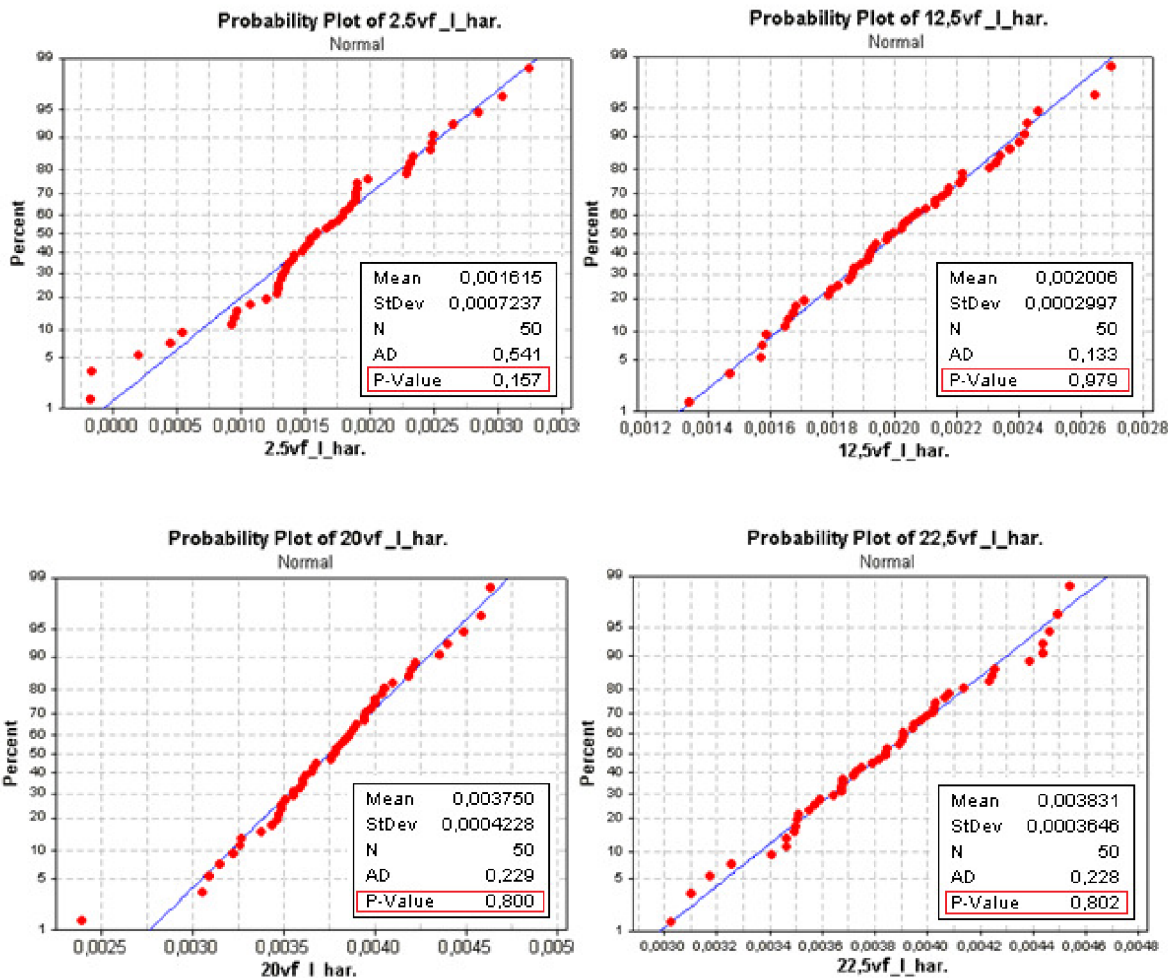 Probability Plot of 2.5vf_I_har.
Normal
Percent
99
95
90
80
70
60
50
40
30
20
10
5
1
Mean 0,001615
StDev 0,0007237
N 50
AD 0,541
P-Value 0,157
0,0000 0,0005 0,0010 0,0015 0,0020 0,0025 0,0030
2.5vf_I_har.
Probability Plot of 12,5vf_I_har.
Normal
Percent
99
95
90
80
70
60
50
40
30
20
10
5
1
Mean 0,002006
StDev 0,0002997
N 50
AD 0,133
P-Value 0,979
0,0012 0,0014 0,0016 0,0018 0,0020 0,0022 0,0024 0,0026 0,0028
12,5vf_I_har.
Probability Plot of 20vf_I_har.
Normal
Percent
99
95
90
80
70
60
50
40
30
20
10
5
1
Mean 0,003750
StDev 0,0004228
N 50
AD 0,229
P-Value 0,800
0,0025 0,0030 0,0035 0,0040 0,0045 0,005
20vf_I_har.
Probability Plot of 22,5vf_I_har.
Normal
Percent
99
95
90
80
70
60
50
40
30
20
10
5
1
Mean 0,003831
StDev 0,0003646
N 50
AD 0,228
P-Value 0,802
0,0030 0,0032 0,0034 0,0036 0,0038 0,0040 0,0042 0,0044 0,0046 0,0048
22,5vf_I_har.